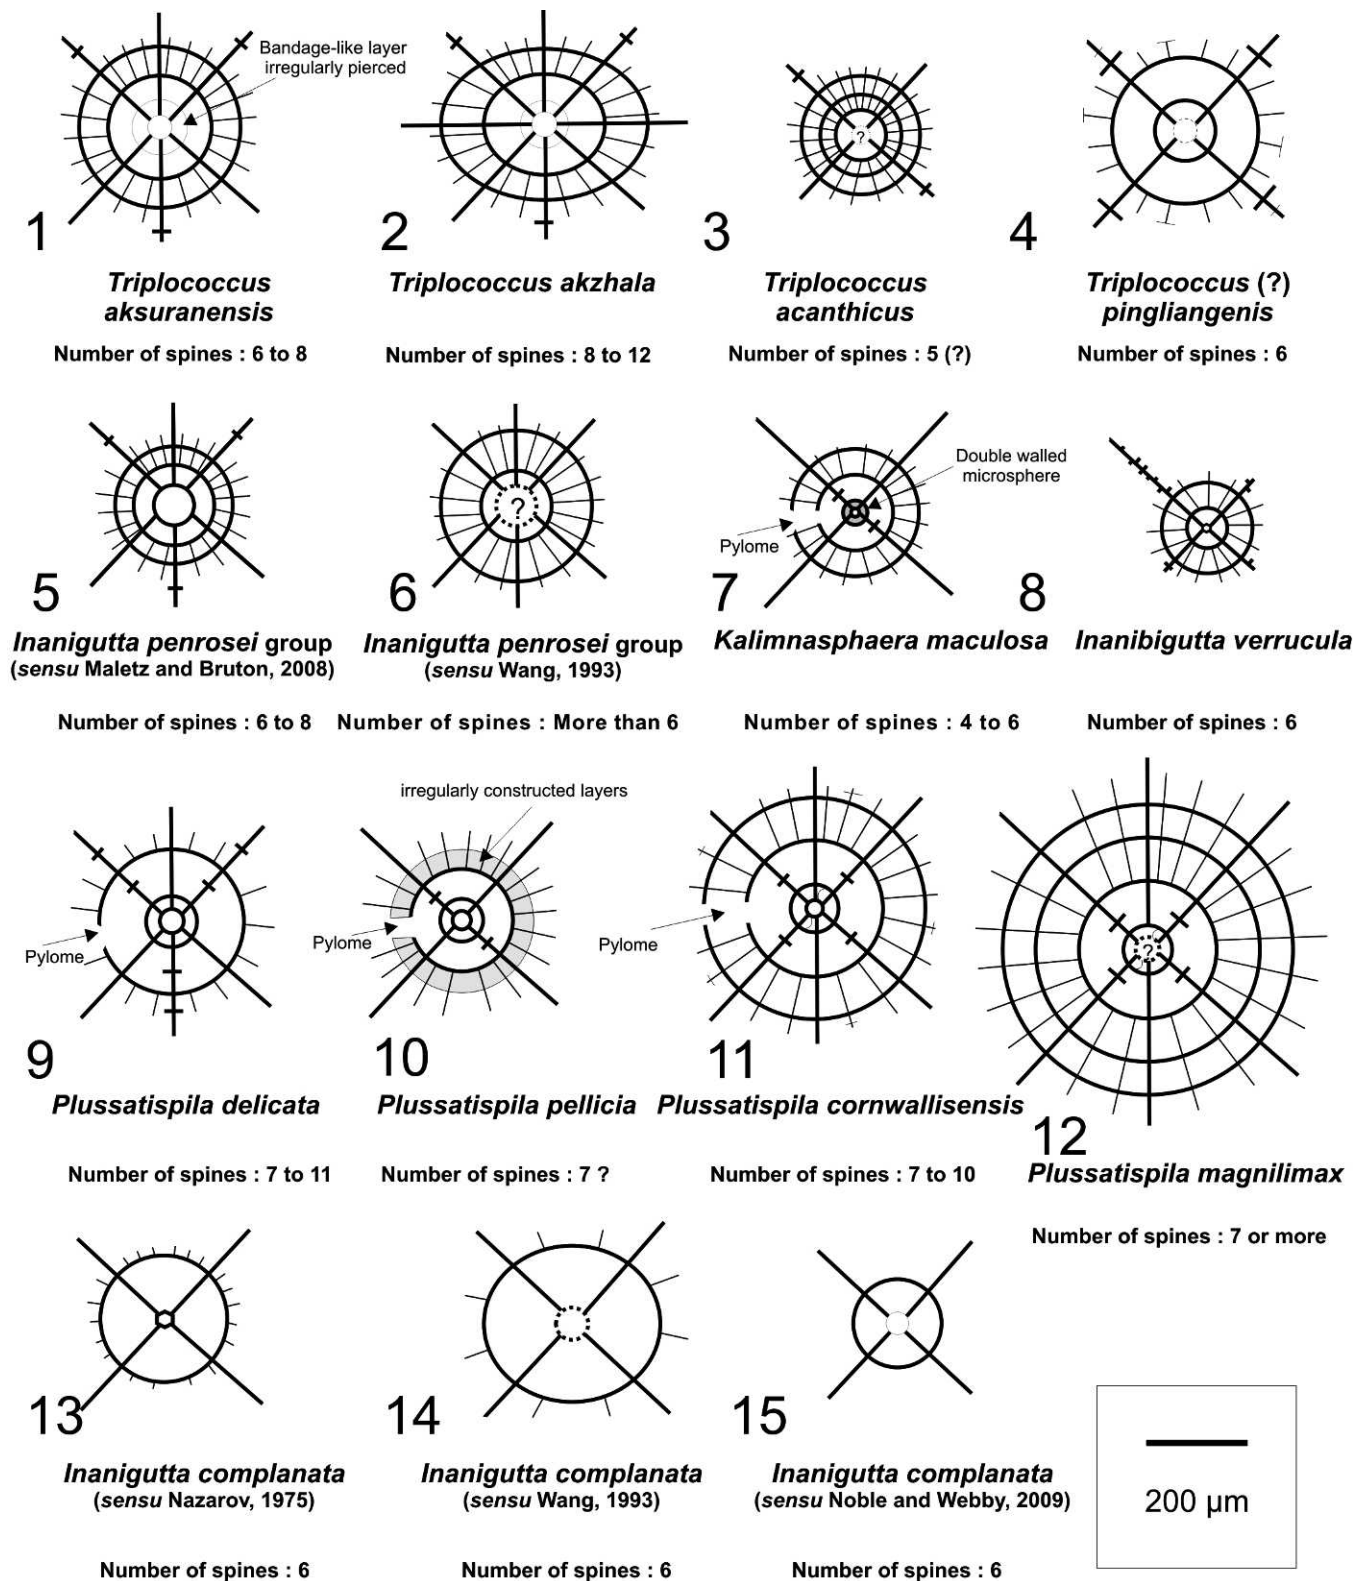 Bandage-like layer
irregularly pierced
?
1
2
3
4
Triplococcus
aksuranensis
Triplococcus akzhala
Triplococcus
acanthicus
Triplococcus (?)
pingliangenis
Number of spines : 6 to 8
Number of spines : 8 to 12
Number of spines : 5 (?)
Number of spines : 6
Double walled
microsphere
?
Pylome
5
6
7
8
Inanigutta penrosei group
(sensu Maletz and Bruton, 2008)
Inanigutta penrosei group
(sensu Wang, 1993)
Kalimnasphaera maculosa
Inanibigutta verrucula
Number of spines : 6 to 8
Number of spines : More than 6
Number of spines : 4 to 6
Number of spines : 6
irregularly constructed layers
Pylome
Pylome
Pylome
?
9
10
11
12
Plussatispila delicata
Plussatispila pellicia
Plussatispila cornwallisensis
Plussatispila magnilimax
Number of spines : 7 to 11
Number of spines : 7 ?
Number of spines : 7 to 10
Number of spines : 7 or more
13
14
15
Inanigutta complanata
(sensu Nazarov, 1975)
Inanigutta complanata
(sensu Wang, 1993)
Inanigutta complanata
(sensu Noble and Webby, 2009)
200 µm
Number of spines : 6
Number of spines : 6
Number of spines : 6